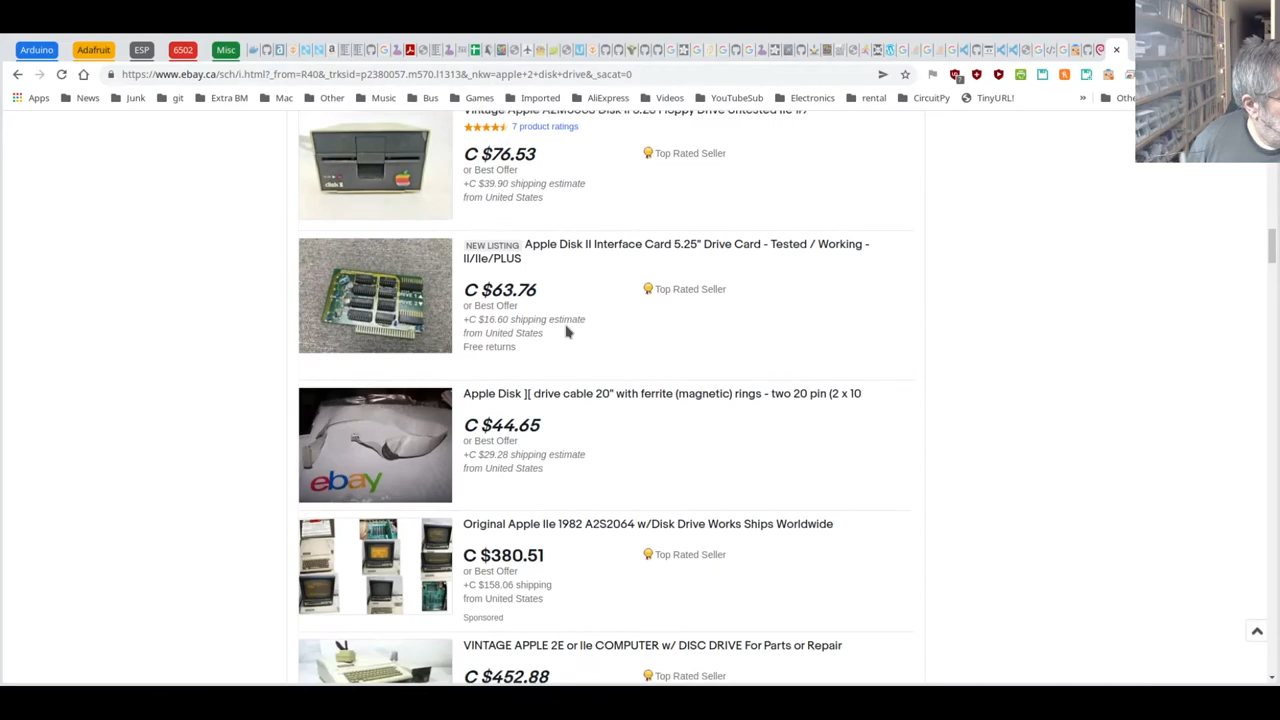 Arduino
Adafruit
ESP
6502
Misc
https://www.ebay.ca/sch/i.html?_from=R40&_trksid=p2380057.m570.l1313&_nkw=apple+2+disk+drive&_sacat=0
Apps
News
Junk
git
Extra BM
Mac
Other
Music
Bus
Games
Imported
AliExpress
Videos
YouTubeSub
Electronics
rental
CircuitPy
TinyURL!
»
7 product ratings
C $76.53
Top Rated Seller
or Best Offer
+C $39.90 shipping estimate
from United States
disk II
NEW LISTING Apple Disk II Interface Card 5.25" Drive Card - Tested / Working -
II/IIe/PLUS
C $63.76
Top Rated Seller
or Best Offer
+C $16.60 shipping estimate
from United States
Free returns
DRIVE 1
DRIVE 2
Apple Disk ][ drive cable 20" with ferrite (magnetic) rings - two 20 pin (2 x 10
C $44.65
or Best Offer
+C $29.28 shipping estimate
from United States
ebay
Original Apple IIe 1982 A2S2064 w/Disk Drive Works Ships Worldwide
C $380.51
Top Rated Seller
or Best Offer
+C $158.06 shipping
from United States
Sponsored
VINTAGE APPLE 2E or IIe COMPUTER w/ DISC DRIVE For Parts or Repair
C $452.88
Top Rated Seller